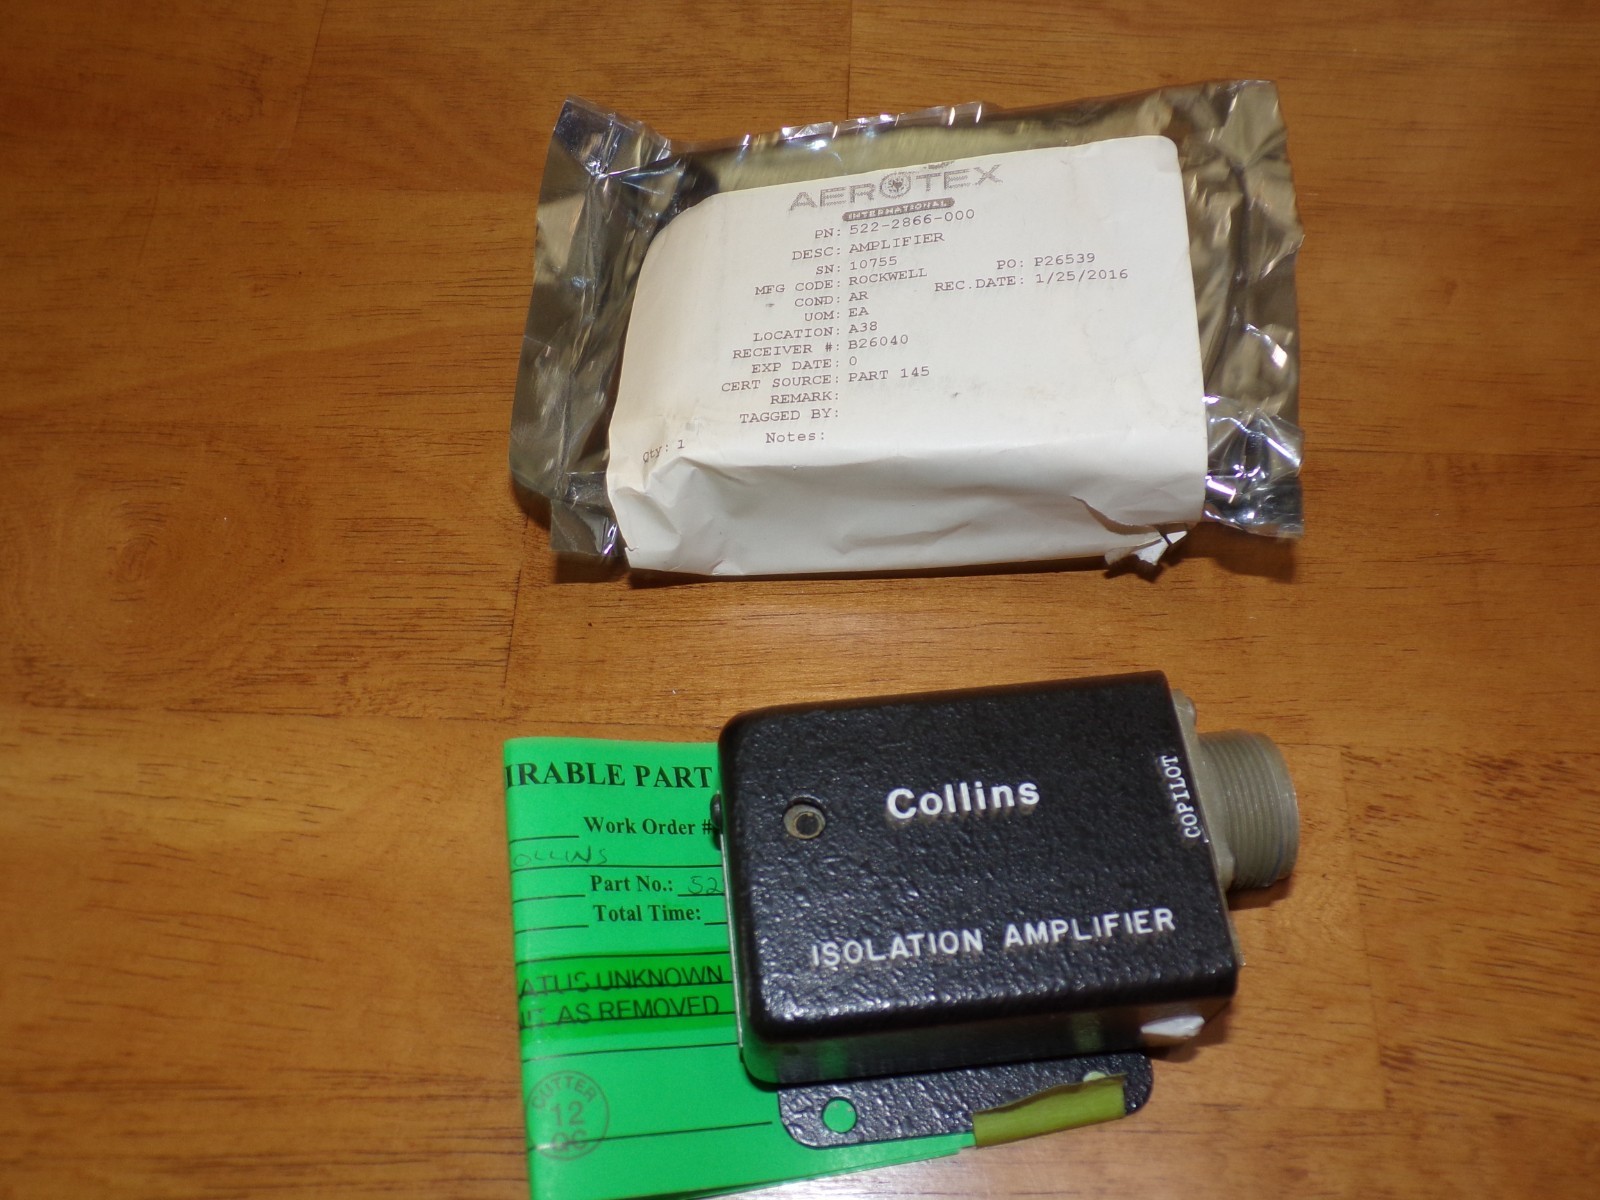 AEROTEX
INTERNATIONAL
PN: 522-2866-000
DESC: AMPLIFIER
SN: 10755
PO: P26539
MFG CODE: ROCKWELL
REC.DATE: 1/25/2016
COND: AR
UOM: EA
LOCATION: A38
RECEIVER #: B26040
EXP DATE: 0
CERT SOURCE: PART 145
REMARK:
TAGGED BY:
Qty: 1
Notes:
Collins
COPILOT
ISOLATION AMPLIFIER
IRABLE PART
Work Order #
OLLINS
Part No.: 52
Total Time:
ATUS UNKNOWN
AS REMOVED
CUTTER
12
QC